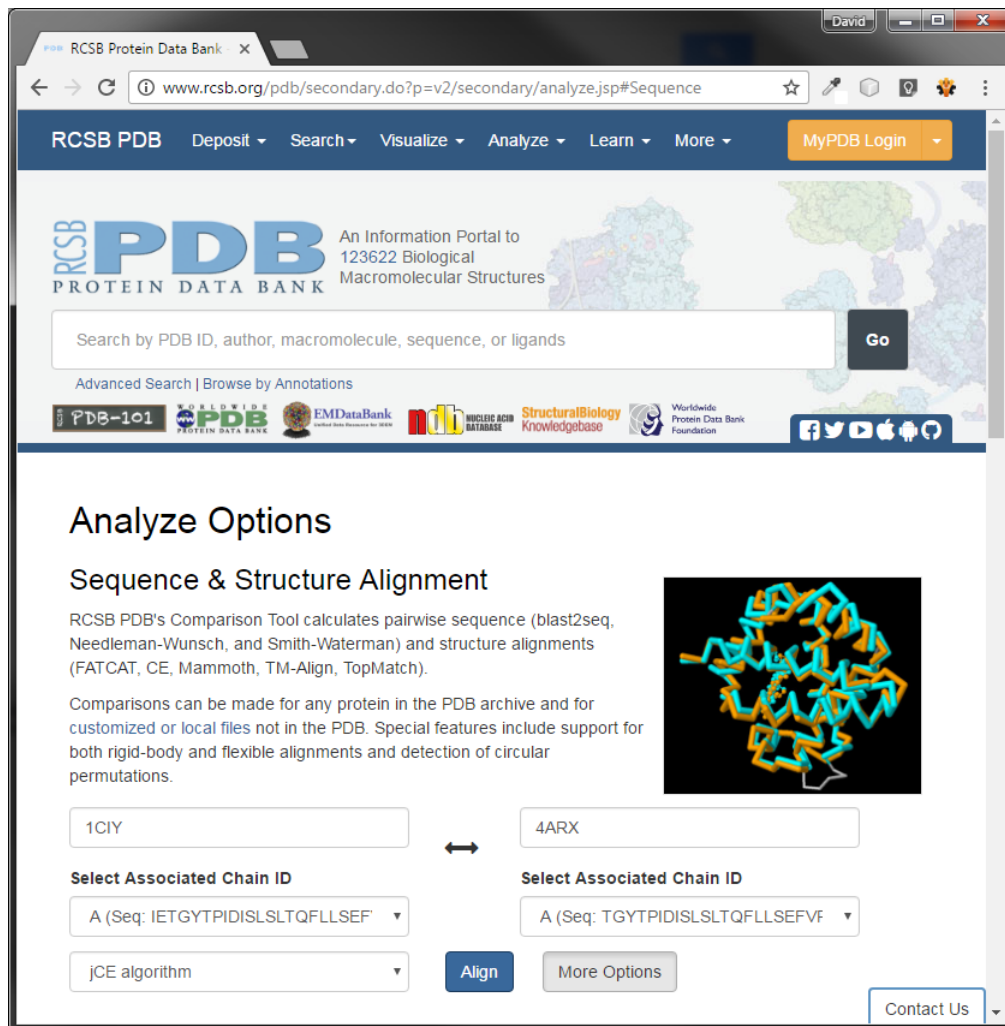 David
PDB RCSB Protein Data Bank -
www.rcsb.org/pdb/secondary.do?p=v2/secondary/analyze.jsp#Sequence
RCSB PDB Deposit Search Visualize Analyze Learn More MyPDB Login
RCSB PDB
PROTEIN DATA BANK
An Information Portal to
123622 Biological
Macromolecular Structures
Search by PDB ID, author, macromolecule, sequence, or ligands Go
Advanced Search | Browse by Annotations
PDB-101
WORLDWIDE
PDB
PROTEIN DATA BANK
EMDataBank
Unified Data Resource for 3DEM
ndb NUCLEIC ACID
DATABASE
StructuralBiology
Knowledgebase
Worldwide
Protein Data Bank
Foundation
Analyze Options
Sequence & Structure Alignment
RCSB PDB's Comparison Tool calculates pairwise sequence (blast2seq,
Needleman-Wunsch, and Smith-Waterman) and structure alignments
(FATCAT, CE, Mammoth, TM-Align, TopMatch).
Comparisons can be made for any protein in the PDB archive and for
customized or local files not in the PDB. Special features include support for
both rigid-body and flexible alignments and detection of circular
permutations.
1CIY 4ARX
Select Associated Chain ID Select Associated Chain ID
A (Seq: IETGYTPIDISLSLTQFLLSEF A (Seq: TGYTPIDISLSLTQFLLSEFVF
jCE algorithm Align More Options
Contact Us